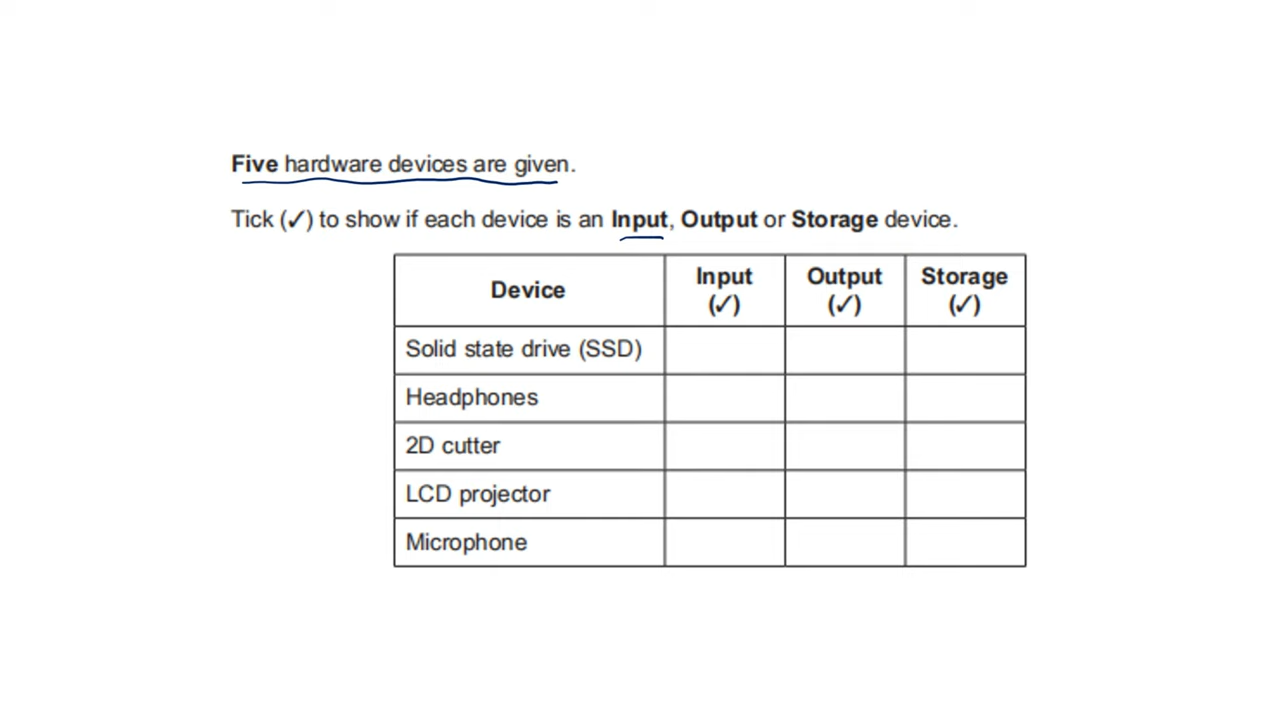 Five hardware devices are given.
Tick (✓) to show if each device is an Input, Output or Storage device.
Device Input (✓) Output (✓) Storage (✓)
Solid state drive (SSD)
Headphones
2D cutter
LCD projector
Microphone